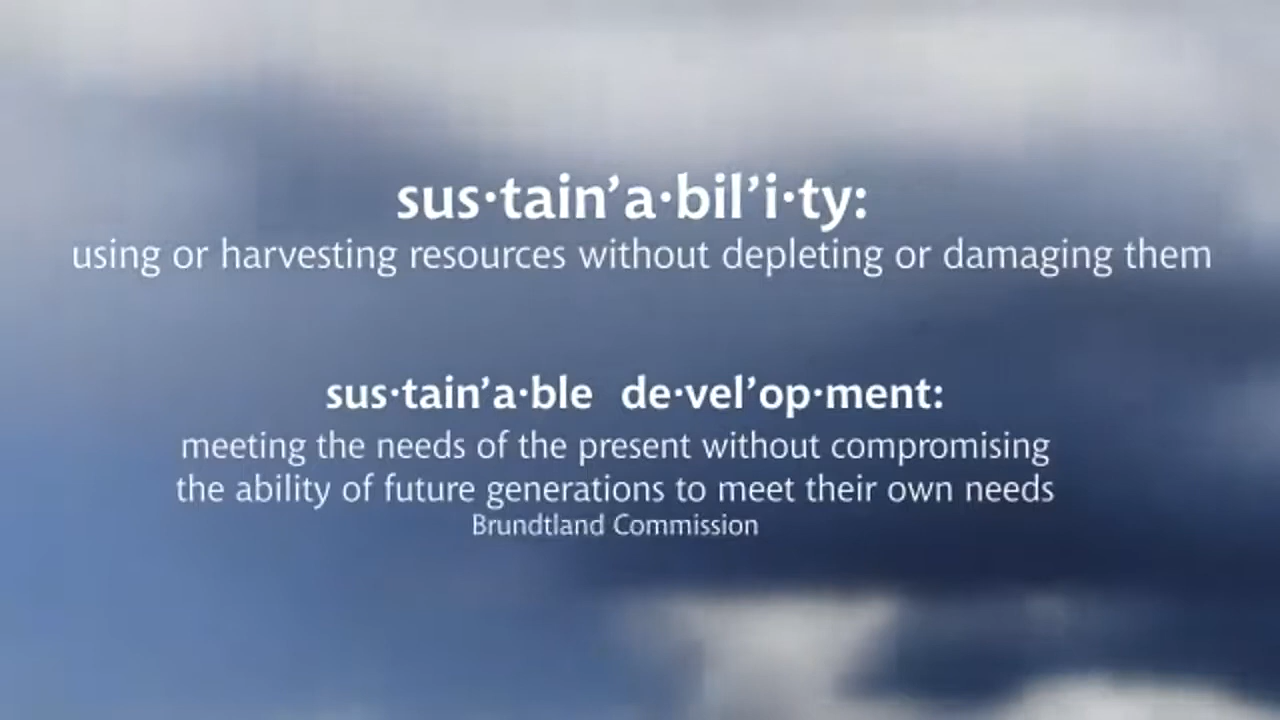 sus·tain’a·bil’i·ty:
using or harvesting resources without depleting or damaging them
sus·tain’a·ble de·vel’op·ment:
meeting the needs of the present without compromising
the ability of future generations to meet their own needs
Brundtland Commission